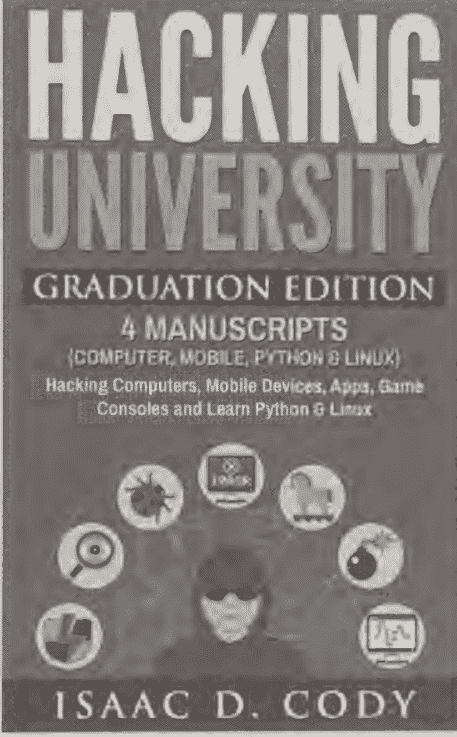 HACKING
UNIVERSITY
GRADUATION EDITION
4 MANUSCRIPTS
(COMPUTER, MOBILE, PYTHON & LINUX)
Hacking Computers, Mobile Devices, Apps, Game
Consoles and Learn Python & Linux
ISAAC D. CODY